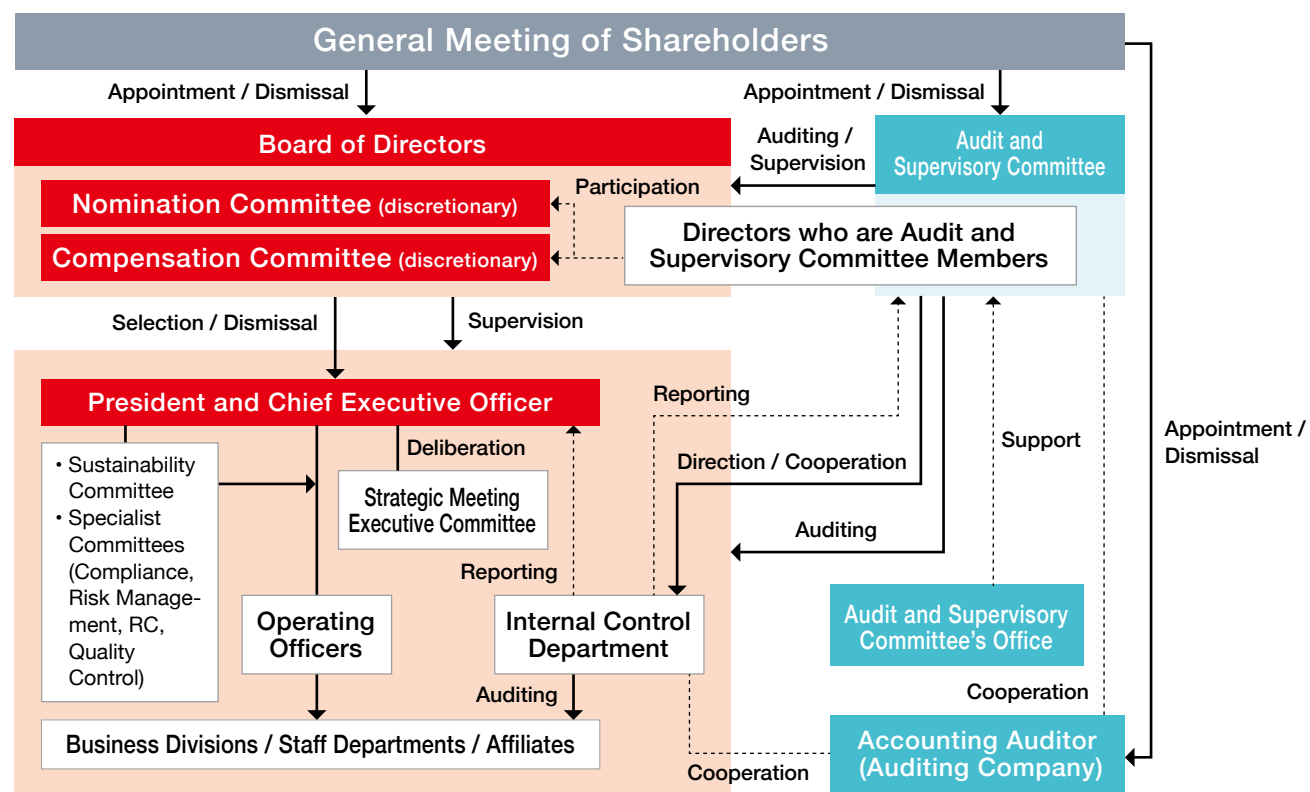 General Meeting of Shareholders
Appointment / Dismissal
Appointment / Dismissal
Board of Directors
Auditing /
Supervision
Audit and
Supervisory Committee
Participation
Nomination Committee (discretionary)
Compensation Committee (discretionary)
Directors who are Audit and
Supervisory Committee Members
Selection / Dismissal
Supervision
President and Chief Executive Officer
Reporting
Deliberation
Direction / Cooperation
Support
Appointment /
Dismissal
• Sustainability
Committee
• Specialist
Committees
(Compliance,
Risk Manage-
ment, RC,
Quality
Control)
Strategic Meeting
Executive Committee
Auditing
Reporting
Operating
Officers
Internal Control
Department
Audit and Supervisory
Committee's Office
Auditing
Cooperation
Business Divisions / Staff Departments / Affiliates
Cooperation
Accounting Auditor
(Auditing Company)